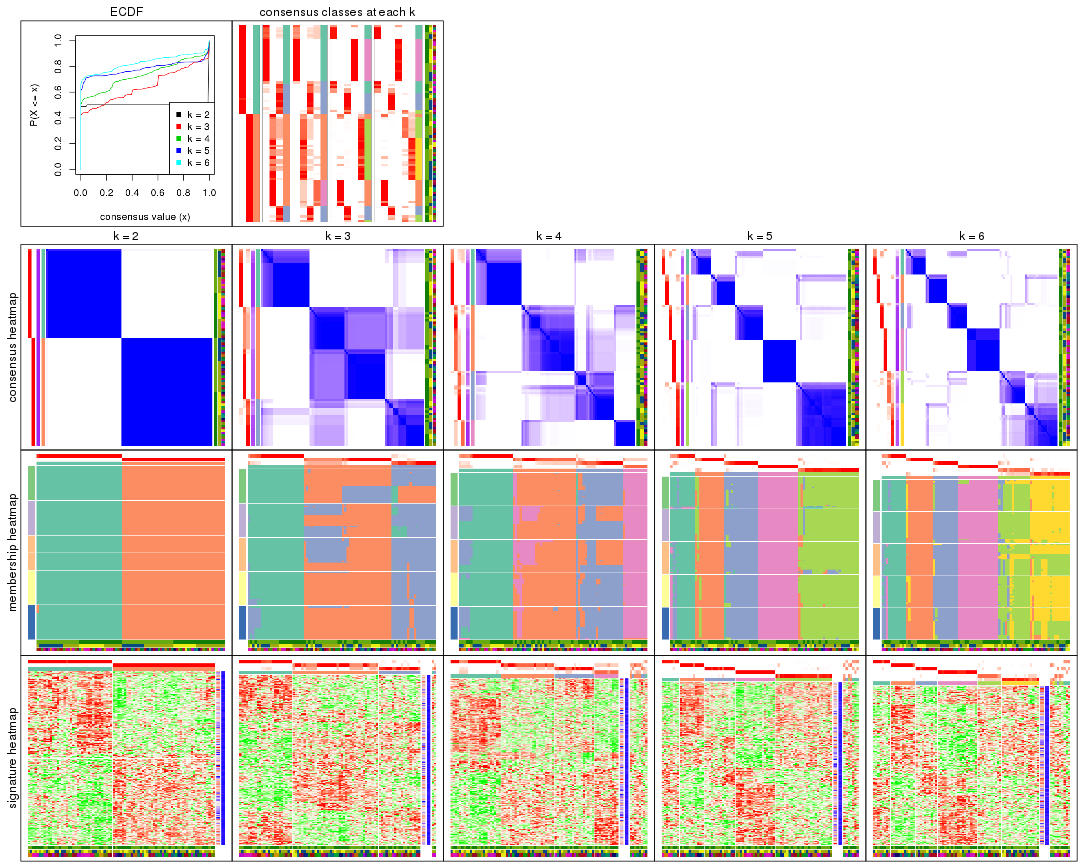 ECDF
consensus classes at each k
P(X <= x)
1.0
0.8
0.6
0.4
0.2
0.0
k = 2
k = 3
k = 4
k = 5
k = 6
0.0 0.2 0.4 0.6 0.8 1.0
consensus value (x)
k = 2 k = 3 k = 4 k = 5 k = 6
consensus heatmap
membership heatmap
signature heatmap